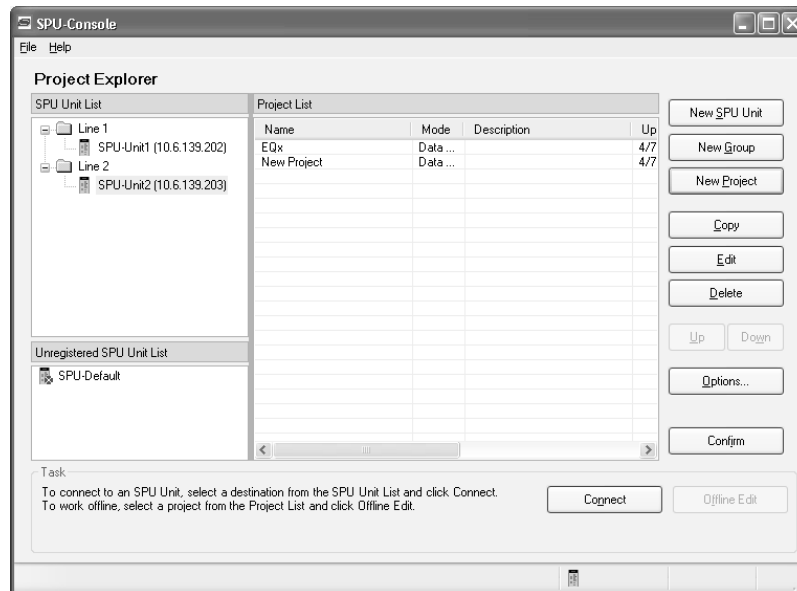 SPU-Console
File Help
Project Explorer
SPU Unit List
Line 1
SPU-Unit1 (10.6.139.202)
Line 2
SPU-Unit2 (10.6.139.203)
Unregistered SPU Unit List
SPU-Default
Project List
Name Mode Description Up
EQx Data ... 4/7
New Project Data ... 4/7
New SPU Unit
New Group
New Project
Copy
Edit
Delete
Up Down
Options...
Confirm
Task
To connect to an SPU Unit, select a destination from the SPU Unit List and click Connect.
To work offline, select a project from the Project List and click Offline Edit.
Connect
Offline Edit